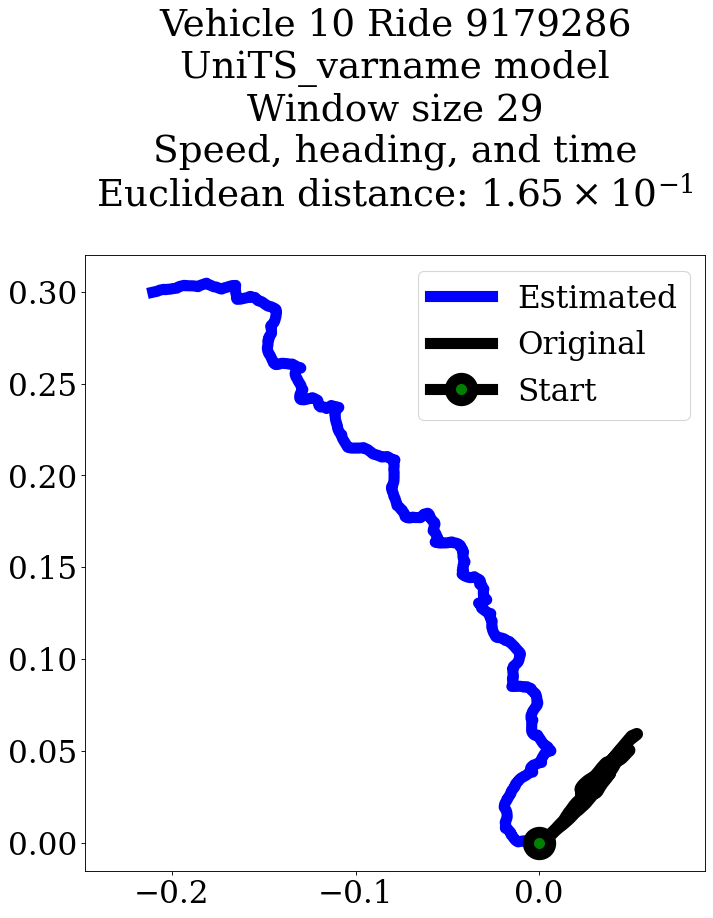 Vehicle 10 Ride 9179286
UniTS_varname model
Window size 29
Speed, heading, and time
Euclidean distance: 1.65 × 10⁻¹
Estimated
Original
Start
0.30
0.25
0.20
0.15
0.10
0.05
0.00
−0.2
−0.1
0.0